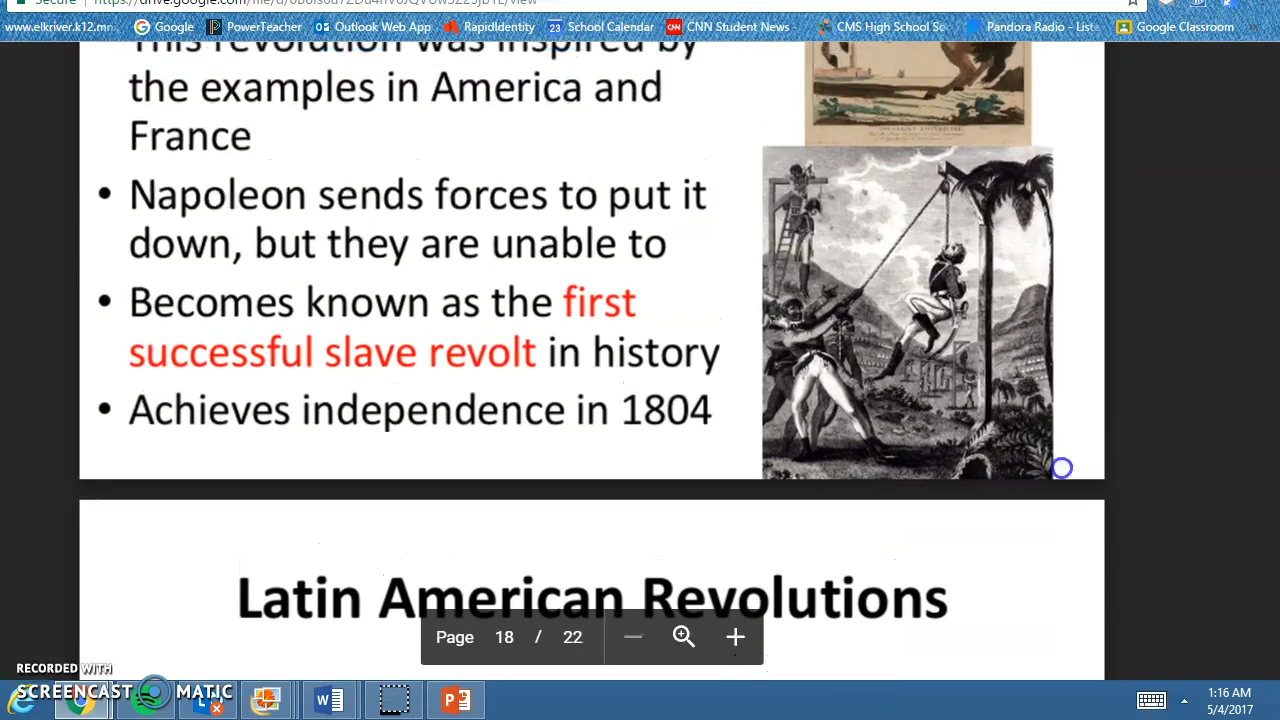 Secure
www.elkriver.k12.mn
Google
PowerTeacher
Outlook Web App
RapidIdentity
School Calendar
CNN Student News
CMS High School Sc
Pandora Radio - List
Google Classroom
This revolution was inspired by
the examples in America and
France
• Napoleon sends forces to put it
down, but they are unable to
• Becomes known as the first
successful slave revolt in history
• Achieves independence in 1804
Latin American Revolutions
Page 18 / 22
RECORDED WITH
SCREENCAST MATIC
1:16 AM
5/4/2017